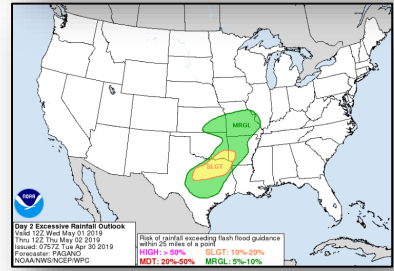 MRGL
SLGT
NOAA
Day 2 Excessive Rainfall Outlook
Valid 12Z Wed May 01 2019
Thru 12Z Thu May 02 2019
Issued: 0757Z Tue Apr 30 2019
Forecaster: PAGANO
NOAA/NWS/NCEP/WPC
Risk of rainfall exceeding flash flood guidance
within 25 miles of a point
HIGH: > 50% SLGT: 10%-20%
MDT: 20%-50% MRGL: 5%-10%